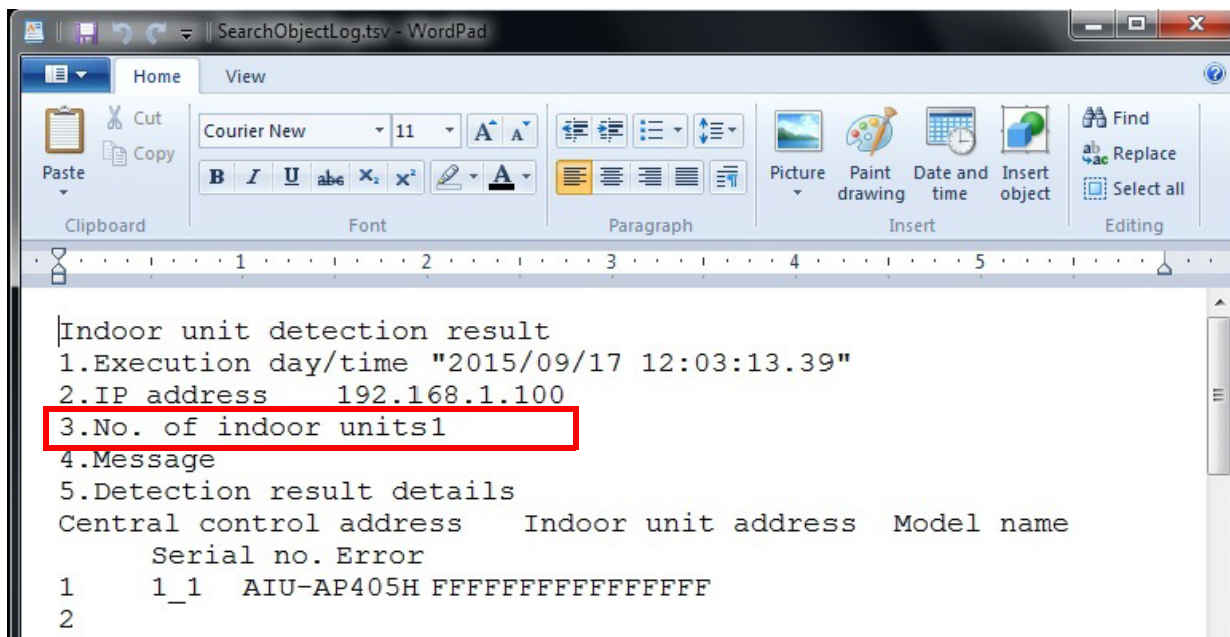 SearchObjectLog.tsv - WordPad
Home View
Cut
Copy
Paste
Clipboard
Courier New 11 A A
B I U abe X₂ X² A
Font
Paragraph
Picture
Paint drawing
Date and time
Insert object
Insert
Find
Replace
Select all
Editing
1 2 3 4 5
Indoor unit detection result
1.Execution day/time "2015/09/17 12:03:13.39"
2.IP address 192.168.1.100
3.No. of indoor units1
4.Message
5.Detection result details
Central control address Indoor unit address Model name
Serial no. Error
1 1_1 AIU-AP405H FFFFFFFFFFFFFFFF
2